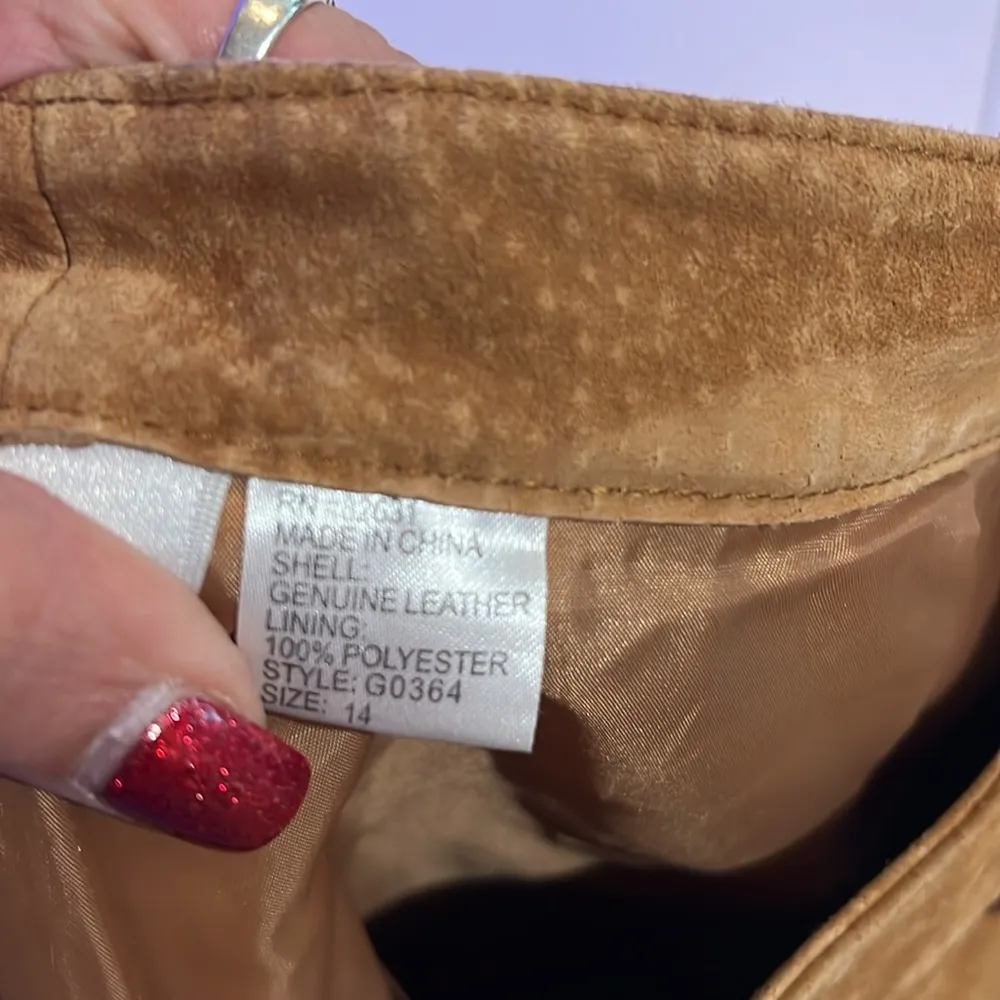 RN
MADE IN CHINA
SHELL:
GENUINE LEATHER
LINING:
100% POLYESTER
STYLE: G0364
SIZE: 14